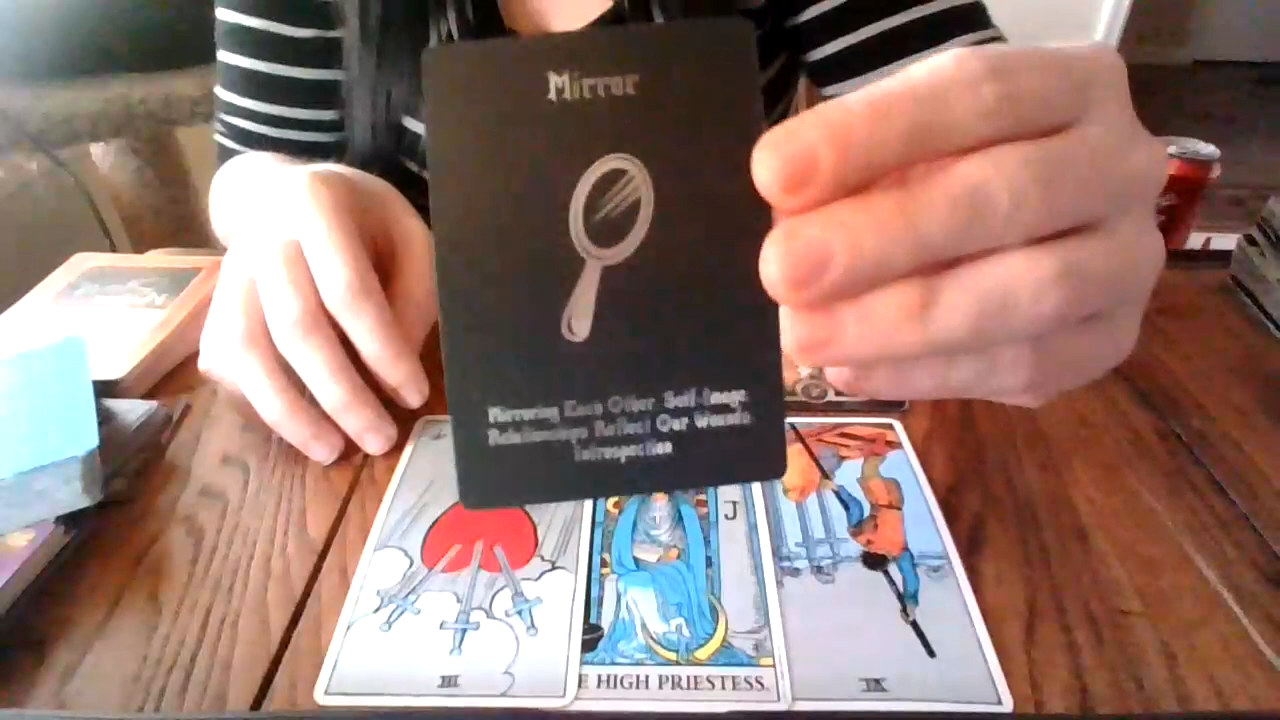 Mirror
Mirroring Each Other Self-Image
Relationships Reflect Our Wounds
Introspection
J
III
E HIGH PRIESTESS.
IX